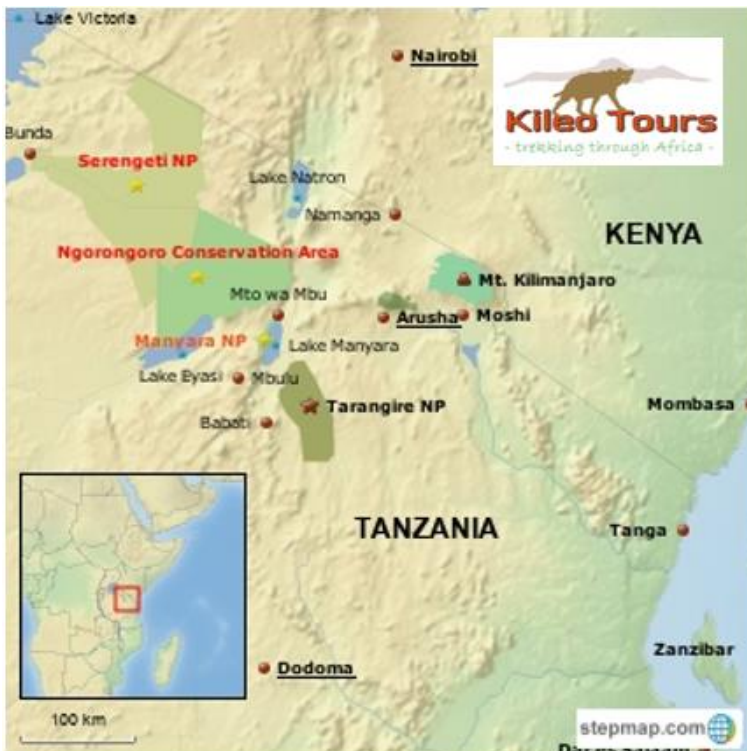 Lake Victoria
Nairobi
Kileo Tours
- trekking through Africa -
Bunda
Serengeti NP
Lake Natron
Namanga
KENYA
Ngorongoro Conservation Area
Mt. Kilimanjaro
Mto wa Mbu
Arusha
Moshi
Manyara NP
Lake Manyara
Lake Eyasi
Mbulu
Tarangire NP
Mombasa
Babati
TANZANIA
Tanga
Zanzibar
Dodoma
100 km
stepmap.com